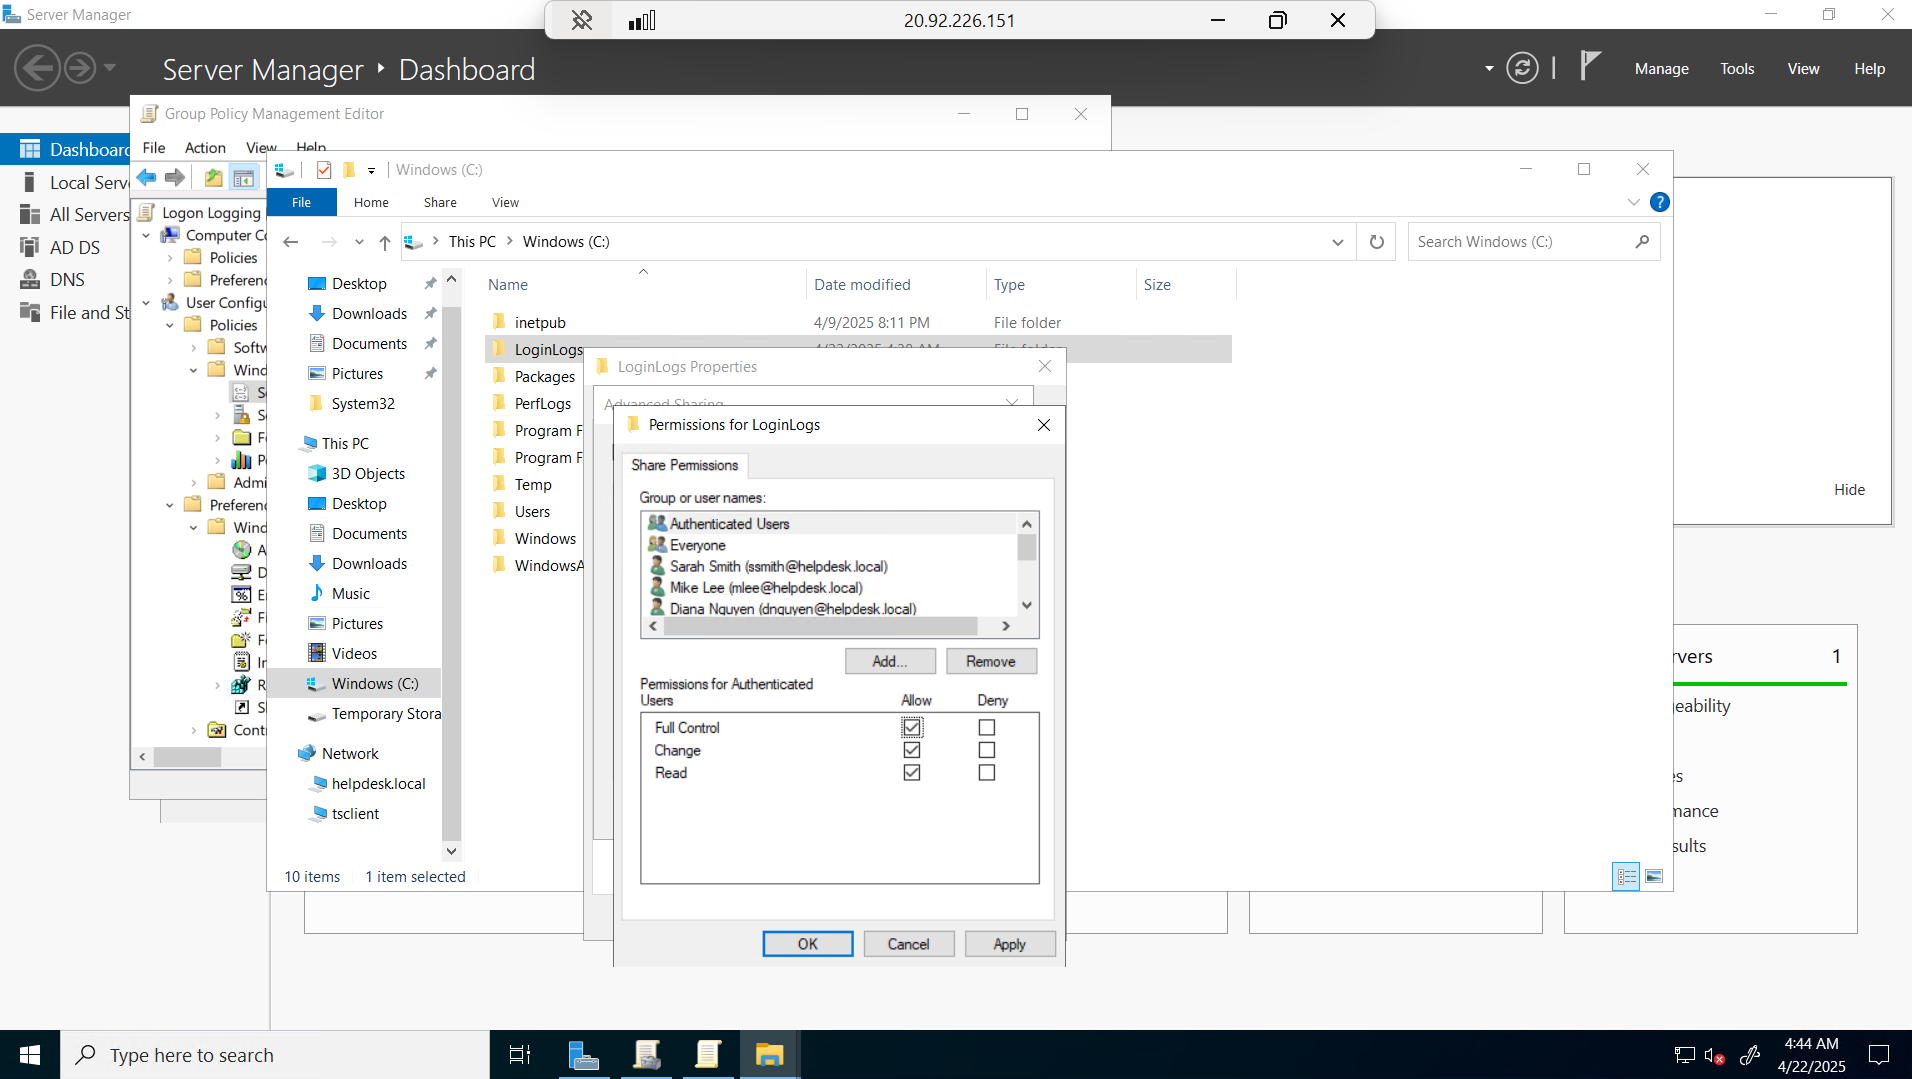 Server Manager
20.92.226.151
Server Manager ‣ Dashboard
Manage Tools View Help
Group Policy Management Editor
File Action View Help
Dashboard
Local Serv
All Servers
AD DS
DNS
File and St
Logon Logging
Computer Co
Policies
Preferenc
User Configu
Policies
Softw
Wind
Admi
Preferenc
Wind
Contr
Windows (C:)
File Home Share View
This PC > Windows (C:)
Search Windows (C:)
Desktop
Downloads
Documents
Pictures
System32
This PC
3D Objects
Desktop
Documents
Downloads
Music
Pictures
Videos
Windows (C:)
Temporary Stora
Network
helpdesk.local
tsclient
Name Date modified Type Size
inetpub 4/9/2025 8:11 PM File folder
LoginLogs
Packages
PerfLogs
Program F
Program F
Temp
Users
Windows
WindowsA
10 items 1 item selected
LoginLogs Properties
Advanced Sharing
Permissions for LoginLogs
Share Permissions
Group or user names:
Authenticated Users
Everyone
Sarah Smith (ssmith@helpdesk.local)
Mike Lee (mlee@helpdesk.local)
Diana Nguyen (dnguyen@helpdesk.local)
Add... Remove
Permissions for Authenticated
Users Allow Deny
Full Control
Change
Read
OK Cancel Apply
Hide
rvers 1
eability
es
mance
sults
Type here to search
4:44 AM
4/22/2025